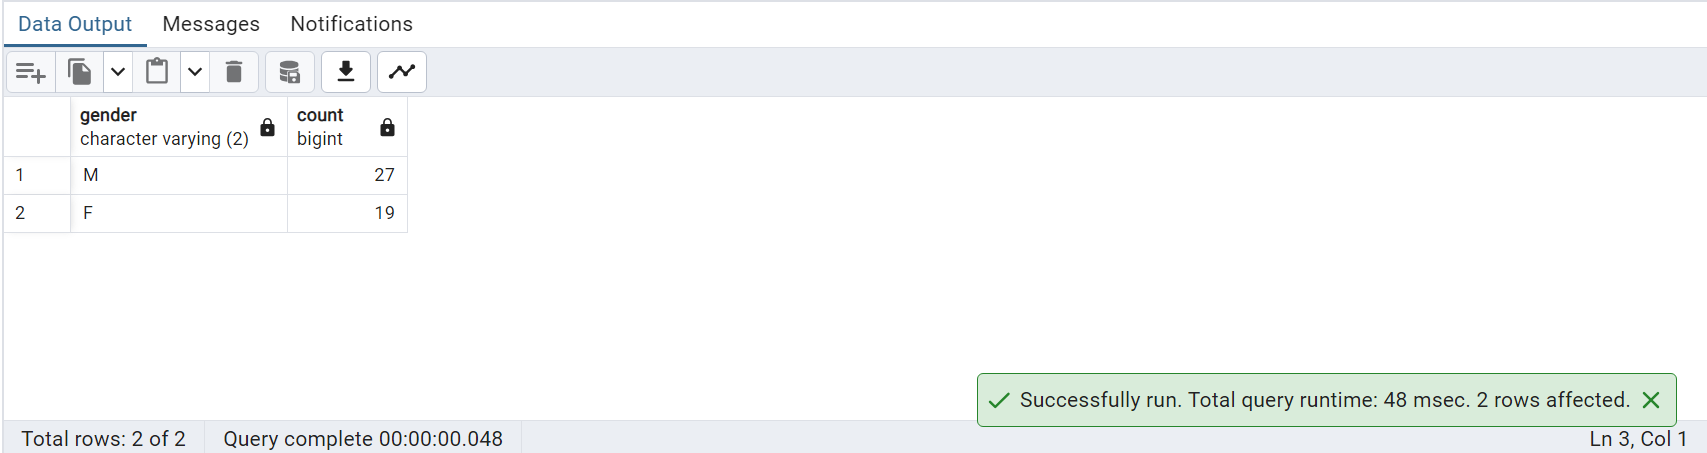 Data Output Messages Notifications
gender count
character varying (2) bigint
1 M 27
2 F 19
Successfully run. Total query runtime: 48 msec. 2 rows affected.
Total rows: 2 of 2 Query complete 00:00:00.048 Ln 3, Col 1